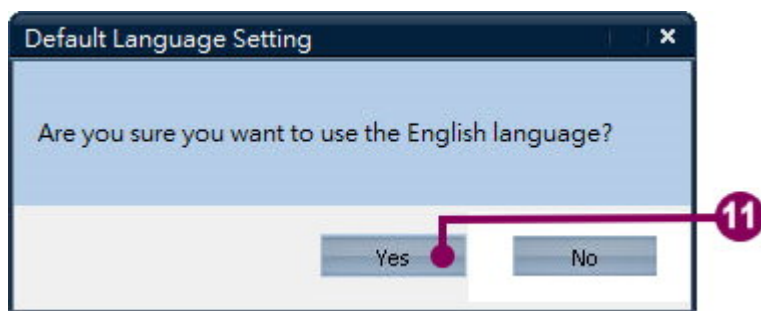 Default Language Setting
Are you sure you want to use the English language?
11
Yes No